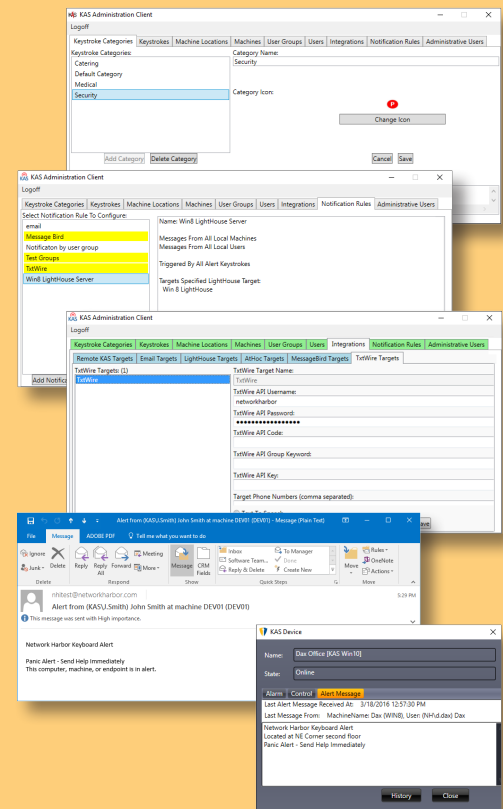 KAS Administration Client
Logoff
Keystroke Categories Keystrokes Machine Locations Machines User Groups Users Integrations Notification Rules Administrative Users
Keystroke Categories:
Catering
Default Category
Medical
Security
Category Name:
Security
Category Icon:
P
Change Icon
Add Category Delete Category
Cancel Save
KAS Administration Client
Logoff
Keystroke Categories Keystrokes Machine Locations Machines User Groups Users Integrations Notification Rules Administrative Users
Select Notification Rule To Configure:
email
Message Bird
Notificaton by user group
Test Groups
TxtWire
Win8 LightHouse Server
Name: Win8 LightHouse Server
Messages From All Local Machines
Messages From All Local Users
Triggered By All Alert Keystrokes
Targets Specified LightHouse Target:
Win 8 LightHouse
Add Notifica
KAS Administration Client
Logoff
Keystroke Categories Keystrokes Machine Locations Machines User Groups Users Integrations Notification Rules Administrative Users
Remote KAS Targets Email Targets LightHouse Targets AtHoc Targets MessageBird Targets TxtWire Targets
TxtWire Targets: (1)
TxtWire
TxtWire Target Name:
TxtWire
TxtWire API Username:
networkharbor
TxtWire API Password:
TxtWire API Code:
TxtWire API Group Keyword:
TxtWire API Key:
Target Phone Numbers (comma separated):
Alert from (KAS\J.Smith) John Smith at machine DEV01 (DEV01) - Message (Plain Text)
File Message ADOBE PDF Tell me what you want to do
Ignore
Junk
Delete
Reply
Reply All
Forward
Meeting
More
Message
CRM Fields
Inbox
Software Team...
Reply & Delete
To Manager
Done
Create New
Move
Rules
OneNote
Actions
Delete Respond Show Quick Steps Move
nhitest@networkharbor.com
5:29 PM
Alert from (KAS\J.Smith) John Smith at machine DEV01 (DEV01)
This message was sent with High importance.
Network Harbor Keyboard Alert
Panic Alert - Send Help Immediately
This computer, machine, or endpoint is in alert.
KAS Device
Name: Dax Office [KAS Win10]
State: Online
Alarm Control Alert Message
Last Alert Message Received At: 3/18/2016 12:57:30 PM
Last Message From: MachineName: Dax (WIN8), User: (NH\d.dax) Dax
Network Harbor Keyboard Alert
Located at NE Corner second floor
Panic Alert - Send Help Immediately
History Close